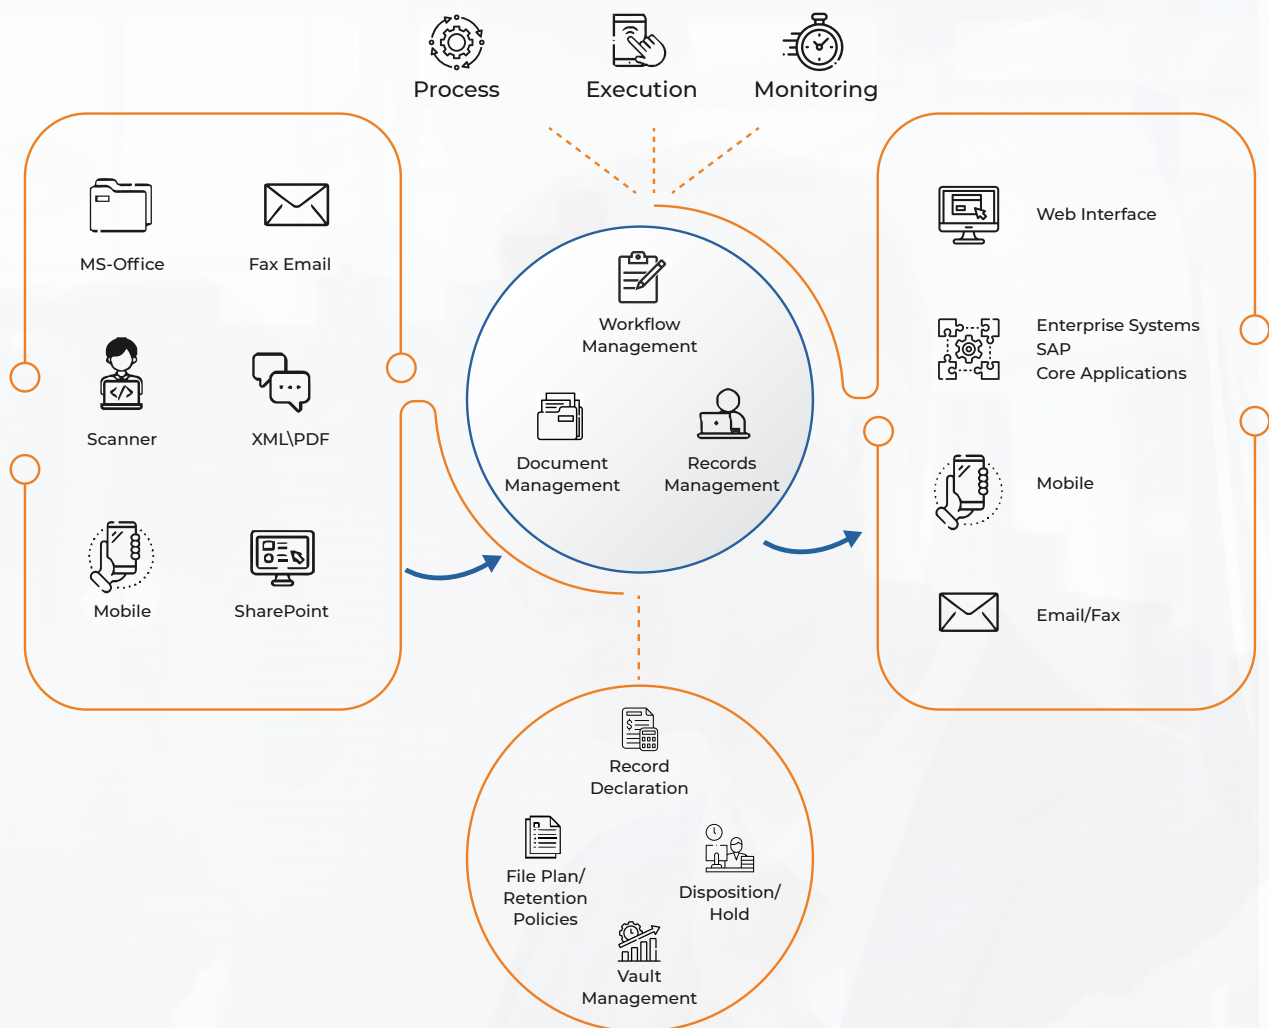 Process
Execution
Monitoring
MS-Office
Fax Email
Scanner
XML\PDF
Mobile
SharePoint
Workflow
Management
Document
Management
Records
Management
Web Interface
Enterprise Systems
SAP
Core Applications
Mobile
Email/Fax
Record
Declaration
File Plan/
Retention
Policies
Disposition/
Hold
Vault
Management